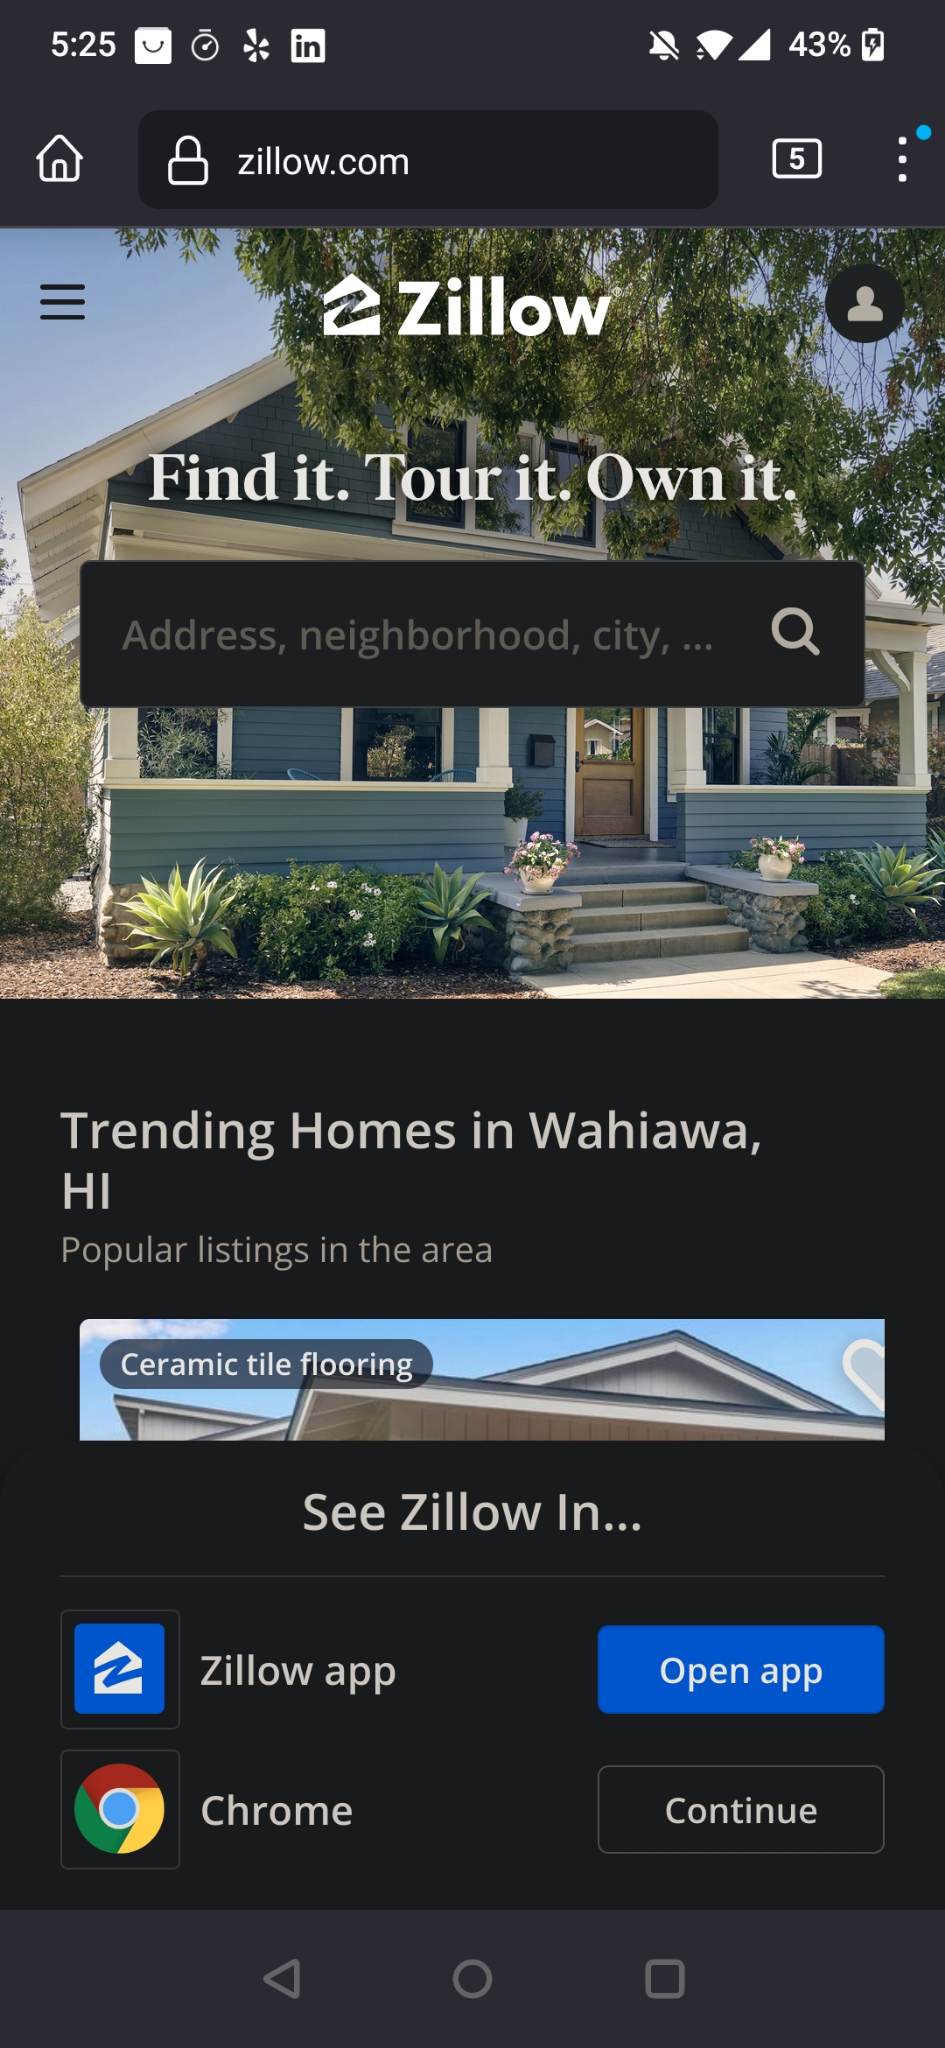 5:25
in
43%
zillow.com
5
Zillow®
Find it. Tour it. Own it.
Address, neighborhood, city, ...
Trending Homes in Wahiawa,
HI
Popular listings in the area
Ceramic tile flooring
See Zillow In...
Zillow app
Open app
Chrome
Continue